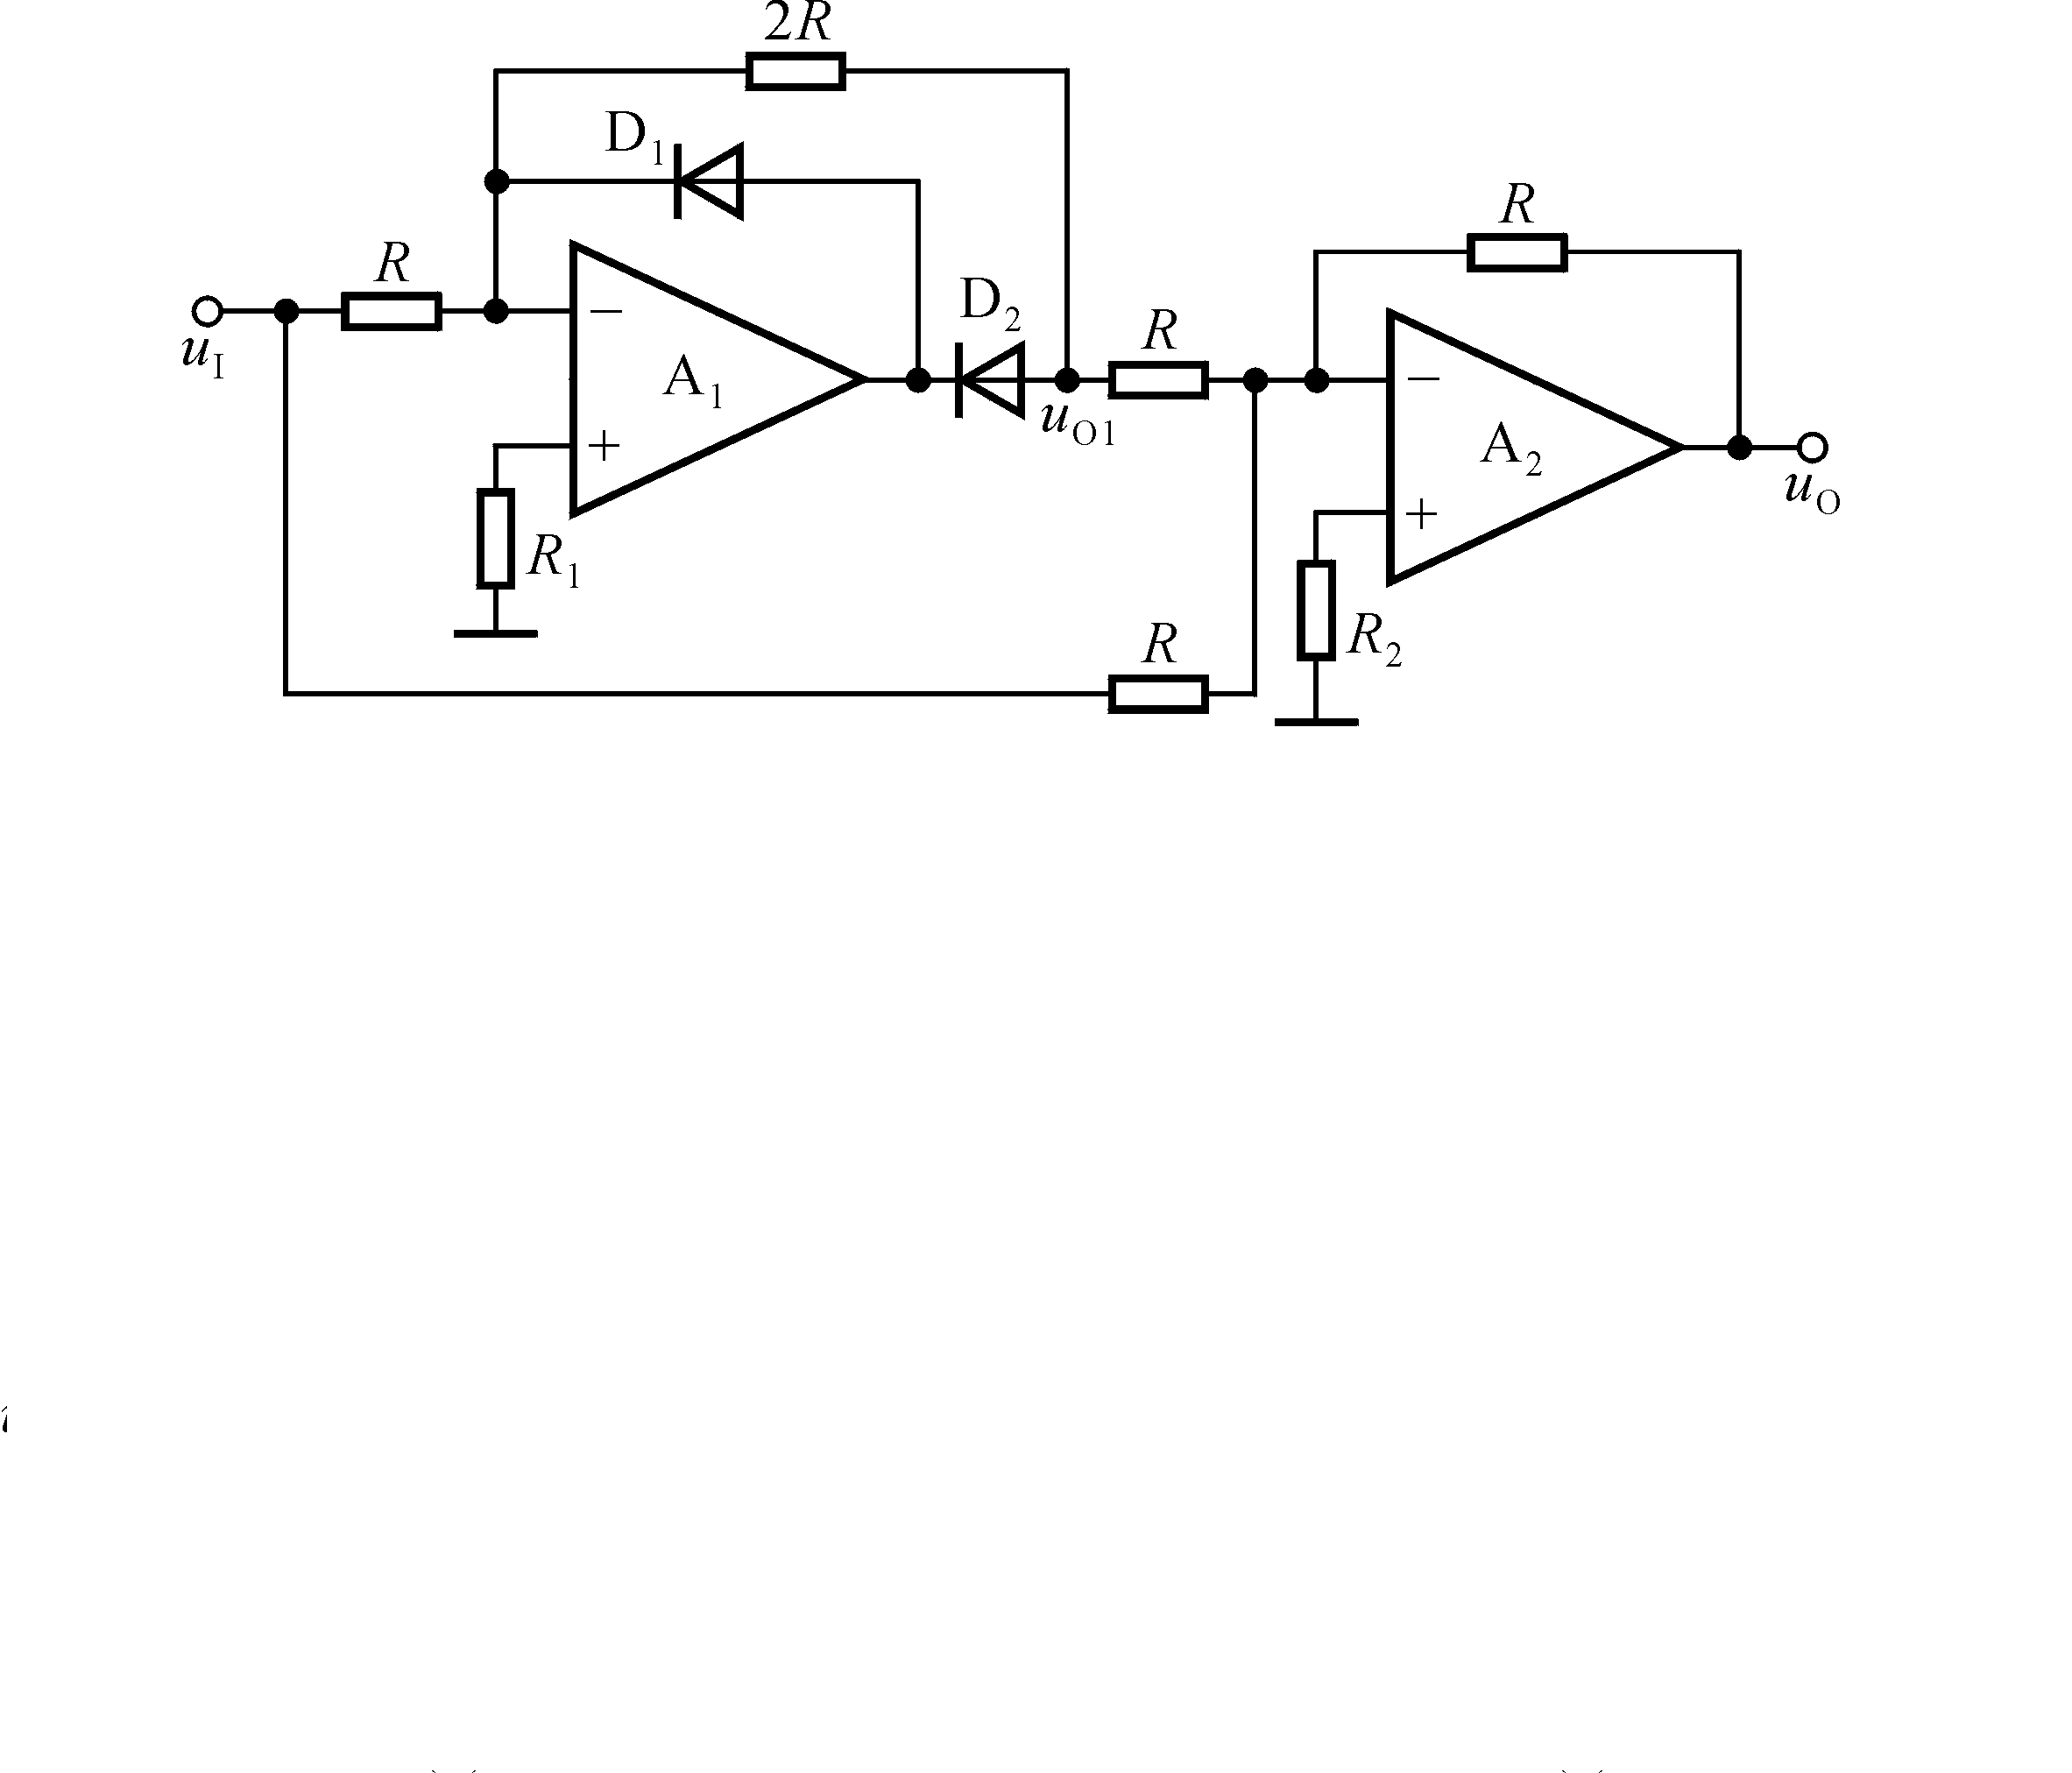 2R
D1
R
R
D2
R
uI
−
−
A1
uO1
A2
+
+
uO
R1
R
R2